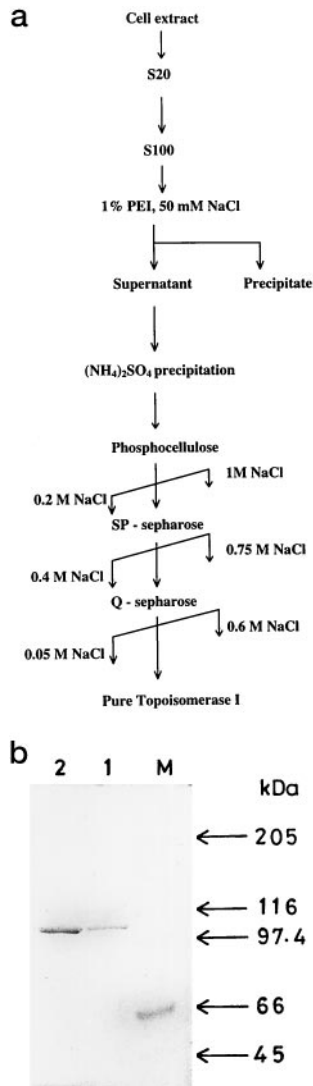 a
Cell extract
S20
S100
1% PEI, 50 mM NaCl
Supernatant Precipitate
(NH₄)₂SO₄ precipitation
Phosphocellulose
1M NaCl
0.2 M NaCl
SP - sepharose
0.75 M NaCl
0.4 M NaCl
Q - sepharose
0.6 M NaCl
0.05 M NaCl
Pure Topoisomerase I
b
2 1 M kDa
205
116
97.4
66
45